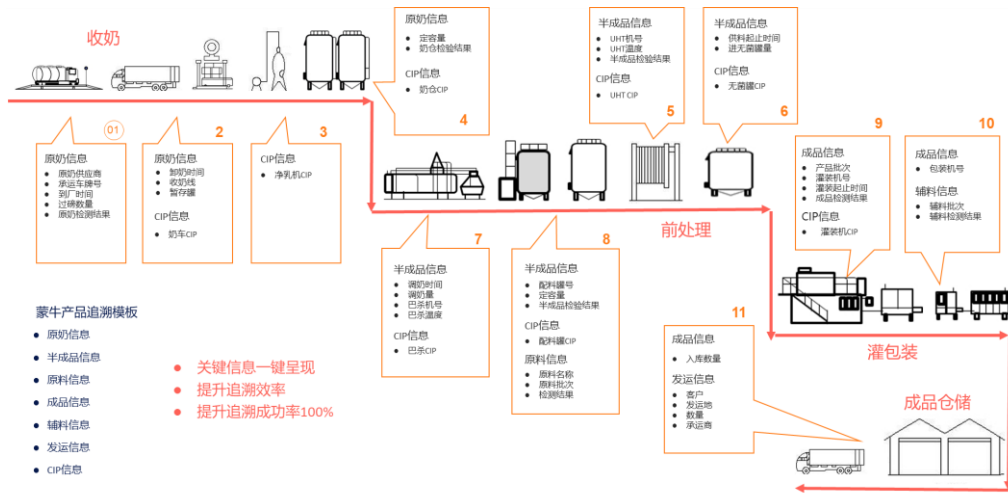 收奶
01
原奶信息
● 原奶供应商
● 承运车牌号
● 到厂时间
● 过磅数量
● 原奶检测结果
2
原奶信息
● 卸奶时间
● 收奶线
● 暂存罐
CIP信息
● 奶车CIP
3
CIP信息
● 净乳机CIP
原奶信息
● 定容量
● 奶仓检验结果
CIP信息
● 奶仓CIP
4
半成品信息
● UHT机号
● UHT温度
● 半成品检验结果
CIP信息
● UHT CIP
5
半成品信息
● 供料起止时间
● 进无菌罐量
CIP信息
● 无菌罐CIP
6
前处理
7
半成品信息
● 调奶时间
● 调奶量
● 巴杀机号
● 巴杀温度
CIP信息
● 巴杀CIP
8
半成品信息
● 配料罐号
● 定容量
● 半成品检验结果
CIP信息
● 配料罐CIP
原料信息
● 原料名称
● 原料批次
● 检测结果
9
成品信息
● 产品批次
● 灌装机号
● 灌装起止时间
● 成品检测结果
CIP信息
● 灌装机CIP
10
成品信息
● 包装机号
辅料信息
● 辅料批次
● 辅料检测结果
灌包装
11
成品信息
● 入库数量
发运信息
● 客户
● 发运地
● 数量
● 承运商
成品仓储
蒙牛产品追溯模板
● 原奶信息
● 半成品信息
● 原料信息
● 成品信息
● 辅料信息
● 发运信息
● CIP信息
● 关键信息一键呈现
● 提升追溯效率
● 提升追溯成功率100%